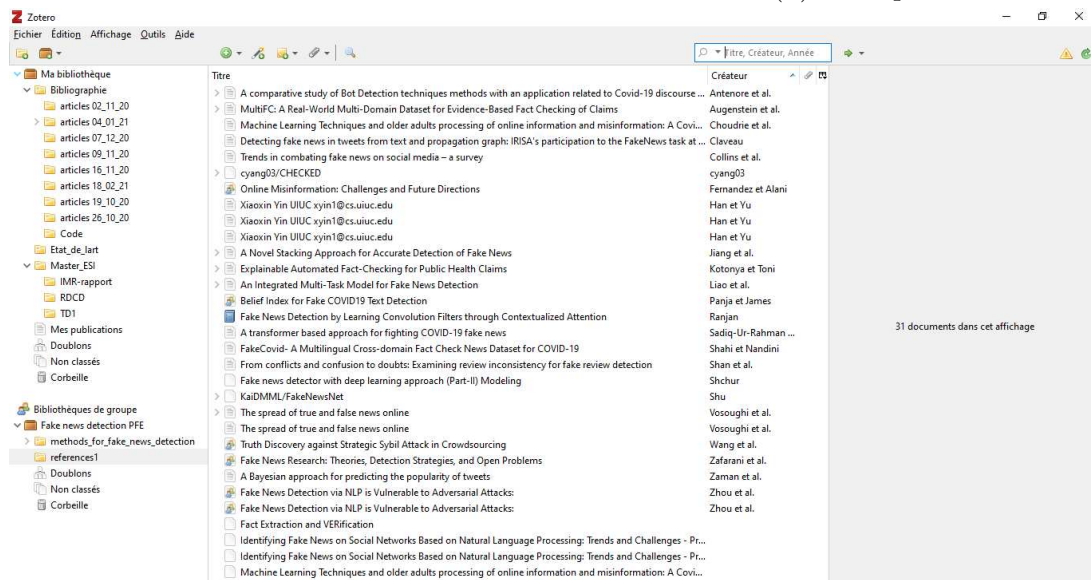 Zotero
Fichier Édition Affichage Outils Aide
Titre, Créateur, Année
Ma bibliothèque
Bibliographie
articles 02_11_20
articles 04_01_21
articles 07_12_20
articles 09_11_20
articles 16_11_20
articles 18_02_21
articles 19_10_20
articles 26_10_20
Code
Etat_de_lart
Master_ESI
IMR-rapport
RDCD
TD1
Mes publications
Doublons
Non classés
Corbeille
Bibliothèques de groupe
Fake news detection PFE
methods_for_fake_news_detection
references1
Doublons
Non classés
Corbeille
Titre Créateur
A comparative study of Bot Detection techniques methods with an application related to Covid-19 discourse ... Antenore et al.
MultiFC: A Real-World Multi-Domain Dataset for Evidence-Based Fact Checking of Claims Augenstein et al.
Machine Learning Techniques and older adults processing of online information and misinformation: A Covi... Choudrie et al.
Detecting fake news in tweets from text and propagation graph: IRISA's participation to the FakeNews task at ... Claveau
Trends in combating fake news on social media – a survey Collins et al.
cyang03/CHECKED cyang03
Online Misinformation: Challenges and Future Directions Fernandez et Alani
Xiaoxin Yin UIUC xyin1@cs.uiuc.edu Han et Yu
Xiaoxin Yin UIUC xyin1@cs.uiuc.edu Han et Yu
Xiaoxin Yin UIUC xyin1@cs.uiuc.edu Han et Yu
A Novel Stacking Approach for Accurate Detection of Fake News Jiang et al.
Explainable Automated Fact-Checking for Public Health Claims Kotonya et Toni
An Integrated Multi-Task Model for Fake News Detection Liao et al.
Belief Index for Fake COVID19 Text Detection Panja et James
Fake News Detection by Learning Convolution Filters through Contextualized Attention Ranjan
A transformer based approach for fighting COVID-19 fake news Sadiq-Ur-Rahman ...
FakeCovid- A Multilingual Cross-domain Fact Check News Dataset for COVID-19 Shahi et Nandini
From conflicts and confusion to doubts: Examining review inconsistency for fake review detection Shan et al.
Fake news detector with deep learning approach (Part-II) Modeling Shchur
KaiDMML/FakeNewsNet Shu
The spread of true and false news online Vosoughi et al.
The spread of true and false news online Vosoughi et al.
Truth Discovery against Strategic Sybil Attack in Crowdsourcing Wang et al.
Fake News Research: Theories, Detection Strategies, and Open Problems Zafarani et al.
A Bayesian approach for predicting the popularity of tweets Zaman et al.
Fake News Detection via NLP is Vulnerable to Adversarial Attacks: Zhou et al.
Fake News Detection via NLP is Vulnerable to Adversarial Attacks: Zhou et al.
Fact Extraction and VERification
Identifying Fake News on Social Networks Based on Natural Language Processing: Trends and Challenges - Pr...
Identifying Fake News on Social Networks Based on Natural Language Processing: Trends and Challenges - Pr...
Machine Learning Techniques and older adults processing of online information and misinformation: A Covi...
31 documents dans cet affichage